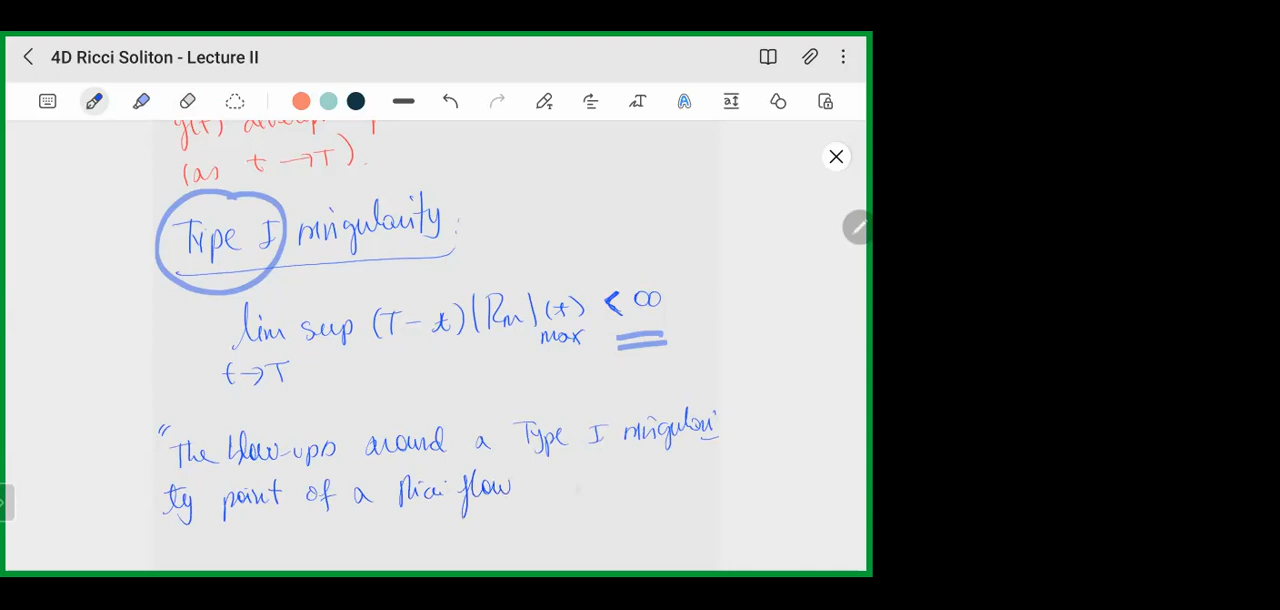 4D Ricci Soliton - Lecture II
g(t) develops
(as t → T).
Type I singularity :
lim sup (T-t) |Rm|(t) < ∞
max
t→T
"The blow-ups around a Type I singulari
ty point of a Ricci flow